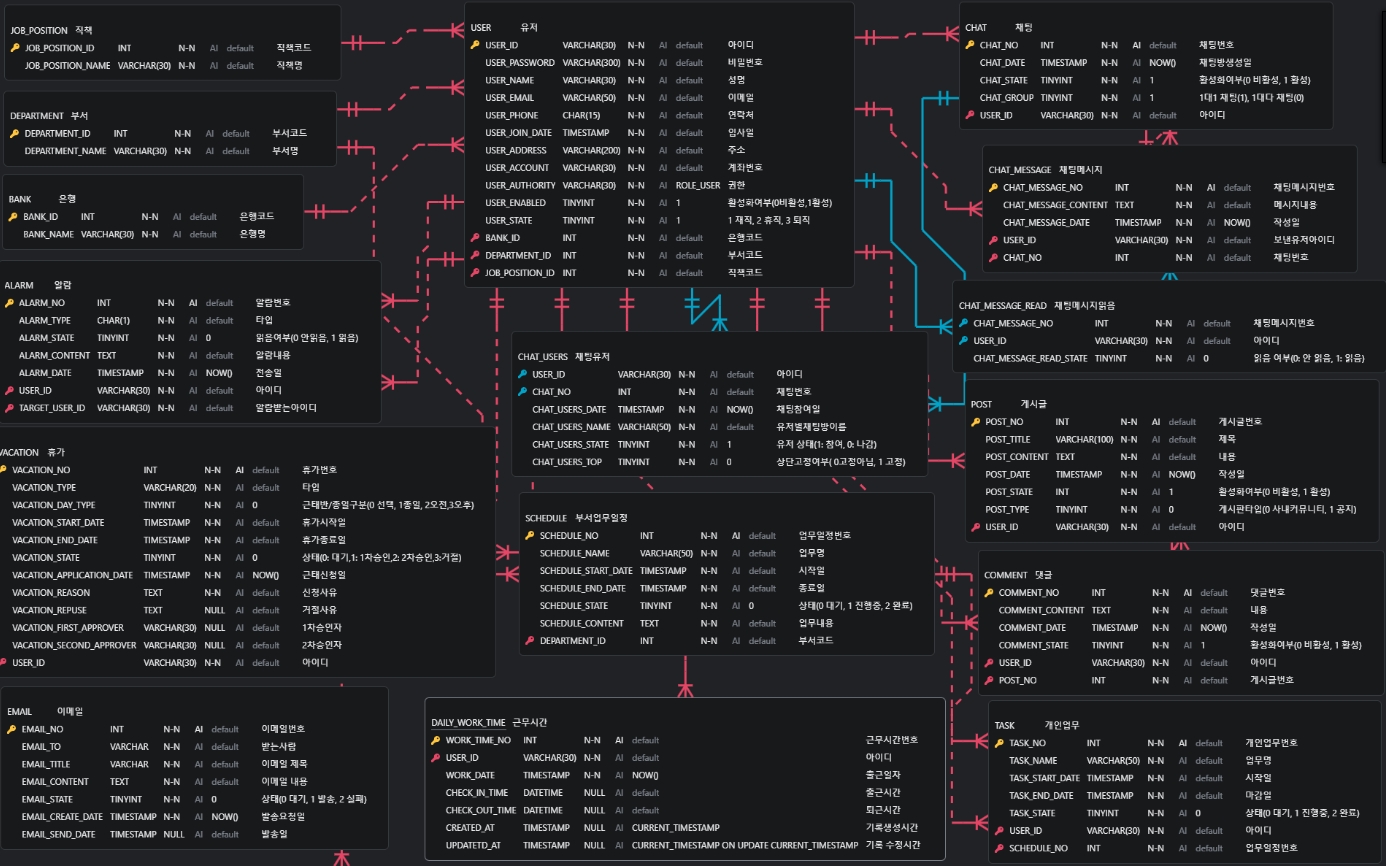 JOB_POSITION 직책
JOB_POSITION_ID INT N-N AI default 직책코드
JOB_POSITION_NAME VARCHAR(30) N-N AI default 직책명
DEPARTMENT 부서
DEPARTMENT_ID INT N-N AI default 부서코드
DEPARTMENT_NAME VARCHAR(30) N-N AI default 부서명
BANK 은행
BANK_ID INT N-N AI default 은행코드
BANK_NAME VARCHAR(30) N-N AI default 은행명
ALARM 알람
ALARM_NO INT N-N AI default 알람번호
ALARM_TYPE CHAR(1) N-N AI default 타입
ALARM_STATE TINYINT N-N AI 0 읽음여부(0 안읽음, 1 읽음)
ALARM_CONTENT TEXT N-N AI default 알람내용
ALARM_DATE TIMESTAMP N-N AI NOW() 전송일
USER_ID VARCHAR(30) N-N AI default 아이디
TARGET_USER_ID VARCHAR(30) N-N AI default 알람받는아이디
VACATION 휴가
VACATION_NO INT N-N AI default 휴가번호
VACATION_TYPE VARCHAR(20) N-N AI default 타입
VACATION_DAY_TYPE TINYINT N-N AI 0 근태반/종일구분(0 선택, 1종일, 2오전,3오후)
VACATION_START_DATE TIMESTAMP N-N AI default 휴가시작일
VACATION_END_DATE TIMESTAMP N-N AI default 휴가종료일
VACATION_STATE TINYINT N-N AI 0 상태(0: 대기,1: 1차승인,2: 2차승인,3:거절)
VACATION_APPLICATION_DATE TIMESTAMP N-N AI NOW() 근태신청일
VACATION_REASON TEXT N-N AI default 신청사유
VACATION_REPUSE TEXT NULL AI default 거절사유
VACATION_FIRST_APPROVER VARCHAR(30) NULL AI default 1차승인자
VACATION_SECOND_APPROVER VARCHAR(30) NULL AI default 2차승인자
USER_ID VARCHAR(30) N-N AI default 아이디
EMAIL 이메일
EMAIL_NO INT N-N AI default 이메일번호
EMAIL_TO VARCHAR N-N AI default 받는사람
EMAIL_TITLE VARCHAR N-N AI default 이메일 제목
EMAIL_CONTENT TEXT N-N AI default 이메일 내용
EMAIL_STATE TINYINT N-N AI 0 상태(0 대기, 1 발송, 2 실패)
EMAIL_CREATE_DATE TIMESTAMP N-N AI NOW() 발송요청일
EMAIL_SEND_DATE TIMESTAMP NULL AI default 발송일
USER 유저
USER_ID VARCHAR(30) N-N AI default 아이디
USER_PASSWORD VARCHAR(300) N-N AI default 비밀번호
USER_NAME VARCHAR(30) N-N AI default 성명
USER_EMAIL VARCHAR(50) N-N AI default 이메일
USER_PHONE CHAR(15) N-N AI default 연락처
USER_JOIN_DATE TIMESTAMP N-N AI default 입사일
USER_ADDRESS VARCHAR(200) N-N AI default 주소
USER_ACCOUNT VARCHAR(30) N-N AI default 계좌번호
USER_AUTHORITY VARCHAR(30) N-N AI ROLE_USER 권한
USER_ENABLED TINYINT N-N AI 1 활성화여부(0비활성,1활성)
USER_STATE TINYINT N-N AI 1 1 재직, 2 휴직, 3 퇴직
BANK_ID INT N-N AI default 은행코드
DEPARTMENT_ID INT N-N AI default 부서코드
JOB_POSITION_ID INT N-N AI default 직책코드
CHAT_USERS 채팅유저
USER_ID VARCHAR(30) N-N AI default 아이디
CHAT_NO INT N-N AI default 채팅번호
CHAT_USERS_DATE TIMESTAMP N-N AI NOW() 채팅참여일
CHAT_USERS_NAME VARCHAR(50) N-N AI default 유저별채팅방이름
CHAT_USERS_STATE TINYINT N-N AI 1 유저 상태(1: 참여, 0: 나감)
CHAT_USERS_TOP TINYINT N-N AI 0 상단고정여부( 0고정아님, 1 고정)
SCHEDULE 부서업무일정
SCHEDULE_NO INT N-N AI default 업무일정번호
SCHEDULE_NAME VARCHAR(50) N-N AI default 업무명
SCHEDULE_START_DATE TIMESTAMP N-N AI default 시작일
SCHEDULE_END_DATE TIMESTAMP N-N AI default 종료일
SCHEDULE_STATE TINYINT N-N AI 0 상태(0 대기, 1 진행중, 2 완료)
SCHEDULE_CONTENT TEXT N-N AI default 업무내용
DEPARTMENT_ID INT N-N AI default 부서코드
DAILY_WORK_TIME 근무시간
WORK_TIME_NO INT N-N AI default 근무시간번호
USER_ID VARCHAR(30) N-N AI default 아이디
WORK_DATE TIMESTAMP N-N AI NOW() 출근일자
CHECK_IN_TIME DATETIME NULL AI default 출근시간
CHECK_OUT_TIME DATETIME NULL AI default 퇴근시간
CREATED_AT TIMESTAMP NULL AI CURRENT_TIMESTAMP 기록생성시간
UPDATETD_AT TIMESTAMP NULL AI CURRENT_TIMESTAMP ON UPDATE CURRENT_TIMESTAMP 기록 수정시간
CHAT 채팅
CHAT_NO INT N-N AI default 채팅번호
CHAT_DATE TIMESTAMP N-N AI NOW() 채팅방생성일
CHAT_STATE TINYINT N-N AI 1 활성화여부(0 비활성, 1 활성)
CHAT_GROUP TINYINT N-N AI 1 1대1 채팅(1), 1대다 채팅(0)
USER_ID VARCHAR(30) N-N AI default 아이디
CHAT_MESSAGE 채팅메시지
CHAT_MESSAGE_NO INT N-N AI default 채팅메시지번호
CHAT_MESSAGE_CONTENT TEXT N-N AI default 메시지내용
CHAT_MESSAGE_DATE TIMESTAMP N-N AI NOW() 작성일
USER_ID VARCHAR(30) N-N AI default 보낸유저아이디
CHAT_NO INT N-N AI default 채팅번호
CHAT_MESSAGE_READ 채팅메시지읽음
CHAT_MESSAGE_NO INT N-N AI default 채팅메시지번호
USER_ID VARCHAR(30) N-N AI default 아이디
CHAT_MESSAGE_READ_STATE TINYINT N-N AI 0 읽음 여부(0: 안 읽음, 1: 읽음)
POST 게시글
POST_NO INT N-N AI default 게시글번호
POST_TITLE VARCHAR(100) N-N AI default 제목
POST_CONTENT TEXT N-N AI default 내용
POST_DATE TIMESTAMP N-N AI NOW() 작성일
POST_STATE INT N-N AI 1 활성화여부(0 비활성, 1 활성)
POST_TYPE TINYINT N-N AI 0 게시판타입(0 사내커뮤니티, 1 공지)
USER_ID VARCHAR(30) N-N AI default 아이디
COMMENT 댓글
COMMENT_NO INT N-N AI default 댓글번호
COMMENT_CONTENT TEXT N-N AI default 내용
COMMENT_DATE TIMESTAMP N-N AI NOW() 작성일
COMMENT_STATE TINYINT N-N AI 1 활성화여부(0 비활성, 1 활성)
USER_ID VARCHAR(30) N-N AI default 아이디
POST_NO INT N-N AI default 게시글번호
TASK 개인업무
TASK_NO INT N-N AI default 개인업무번호
TASK_NAME VARCHAR(50) N-N AI default 업무명
TASK_START_DATE TIMESTAMP N-N AI default 시작일
TASK_END_DATE TIMESTAMP N-N AI default 마감일
TASK_STATE TINYINT N-N AI 0 상태(0 대기, 1 진행중, 2 완료)
USER_ID VARCHAR(30) N-N AI default 아이디
SCHEDULE_NO INT N-N AI default 업무일정번호